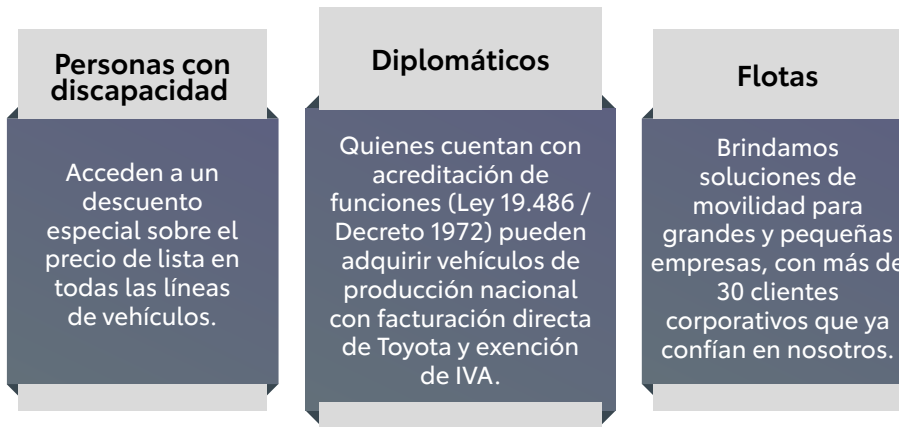 Personas con
discapacidad
Acceden a un
descuento
especial sobre el
precio de lista en
todas las líneas
de vehículos.
Diplomáticos
Quienes cuentan con
acreditación de
funciones (Ley 19.486 /
Decreto 1972) pueden
adquirir vehículos de
producción nacional
con facturación directa
de Toyota y exención
de IVA.
Flotas
Brindamos
soluciones de
movilidad para
grandes y pequeñas
empresas, con más de
30 clientes
corporativos que ya
confían en nosotros.